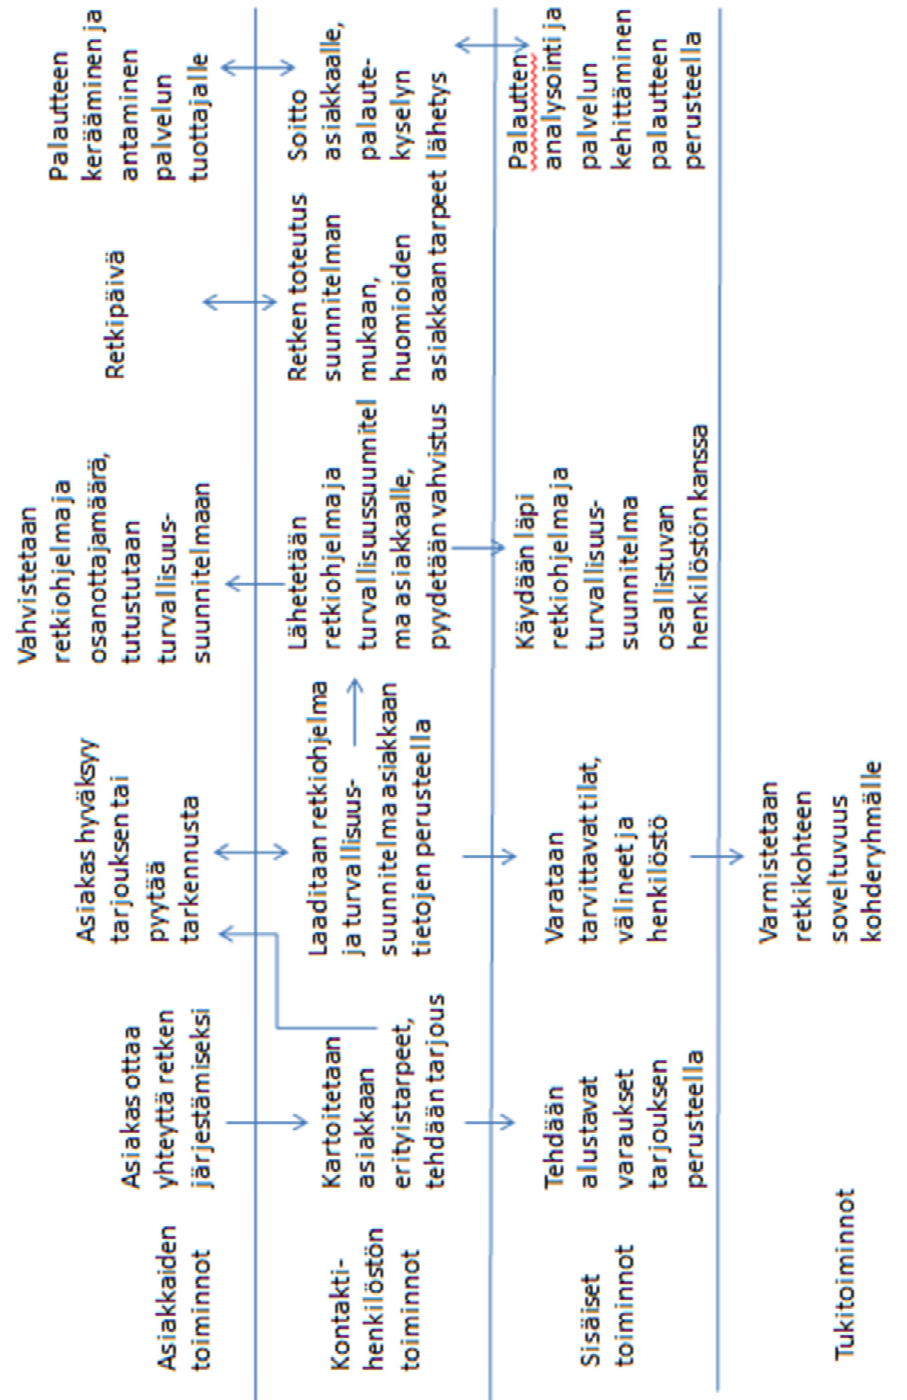 Asiakkaiden
toiminnot
Asiakas ottaa
yhteyttä retken
järjestämiseksi
Asiakas hyväksyy
tarjouksen tai
pyytää
tarkennusta
Vahvistetaan
retkiohjelma ja
osanottajamäärä,
tutustutaan
turvallisuus-
suunnitelmaan
Retkipäivä
Palautteen
kerääminen ja
antaminen
palvelun
tuottajalle
Kontakti-
henkilöstön
toiminnot
Kartoitetaan
asiakkaan
erityistarpeet,
tehdään tarjous
Laaditaan retkiohjelma
ja turvallisuus-
suunnitelma asiakkaan
tietojen perusteella
Lähetetään
retkiohjelma ja
turvallisuussuunnitel
ma asiakkaalle,
pyydetään vahvistus
Retken toteutus
suunnitelman
mukaan,
huomioiden
asiakkaan tarpeet
Soitto
asiakkaalle,
palaute-
kyselyn
lähetys
Sisäiset
toiminnot
Tehdään
alustavat
varaukset
tarjouksen
perusteella
Varataan
tarvittavat tilat,
välineet ja
henkilöstö
Käydään läpi
retkiohjelma ja
turvallisuus-
suunnitelma
osallistuvan
henkilöstön kanssa
Palautten
analysointi ja
palvelun
kehittäminen
palautteen
perusteella
Tukitoiminnot
Varmistetaan
retkikohteen
soveltuvuus
kohderyhmälle